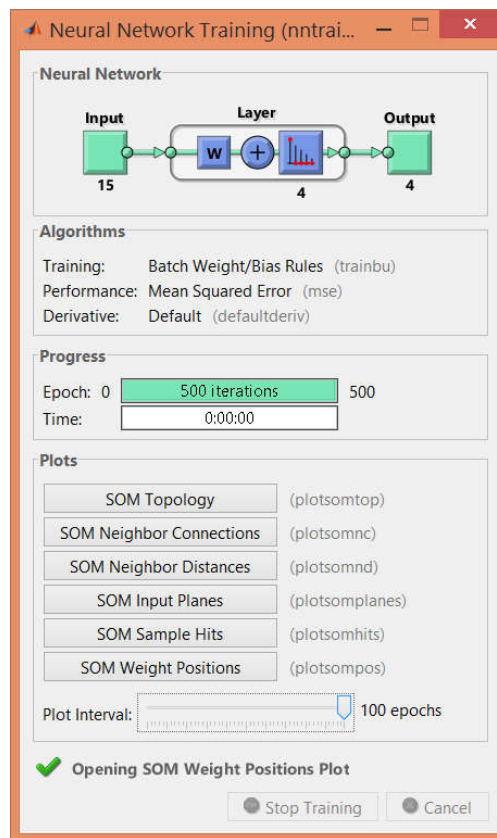 Neural Network Training (nntrai...
Neural Network
Input
Layer
Output
W
15
4
4
Algorithms
Training: Batch Weight/Bias Rules (trainbu)
Performance: Mean Squared Error (mse)
Derivative: Default (defaultderiv)
Progress
Epoch: 0 500 iterations 500
Time: 0:00:00
Plots
SOM Topology (plotsomtop)
SOM Neighbor Connections (plotsomnc)
SOM Neighbor Distances (plotsomnd)
SOM Input Planes (plotsomplanes)
SOM Sample Hits (plotsomhits)
SOM Weight Positions (plotsompos)
Plot Interval: 100 epochs
Opening SOM Weight Positions Plot
Stop Training Cancel